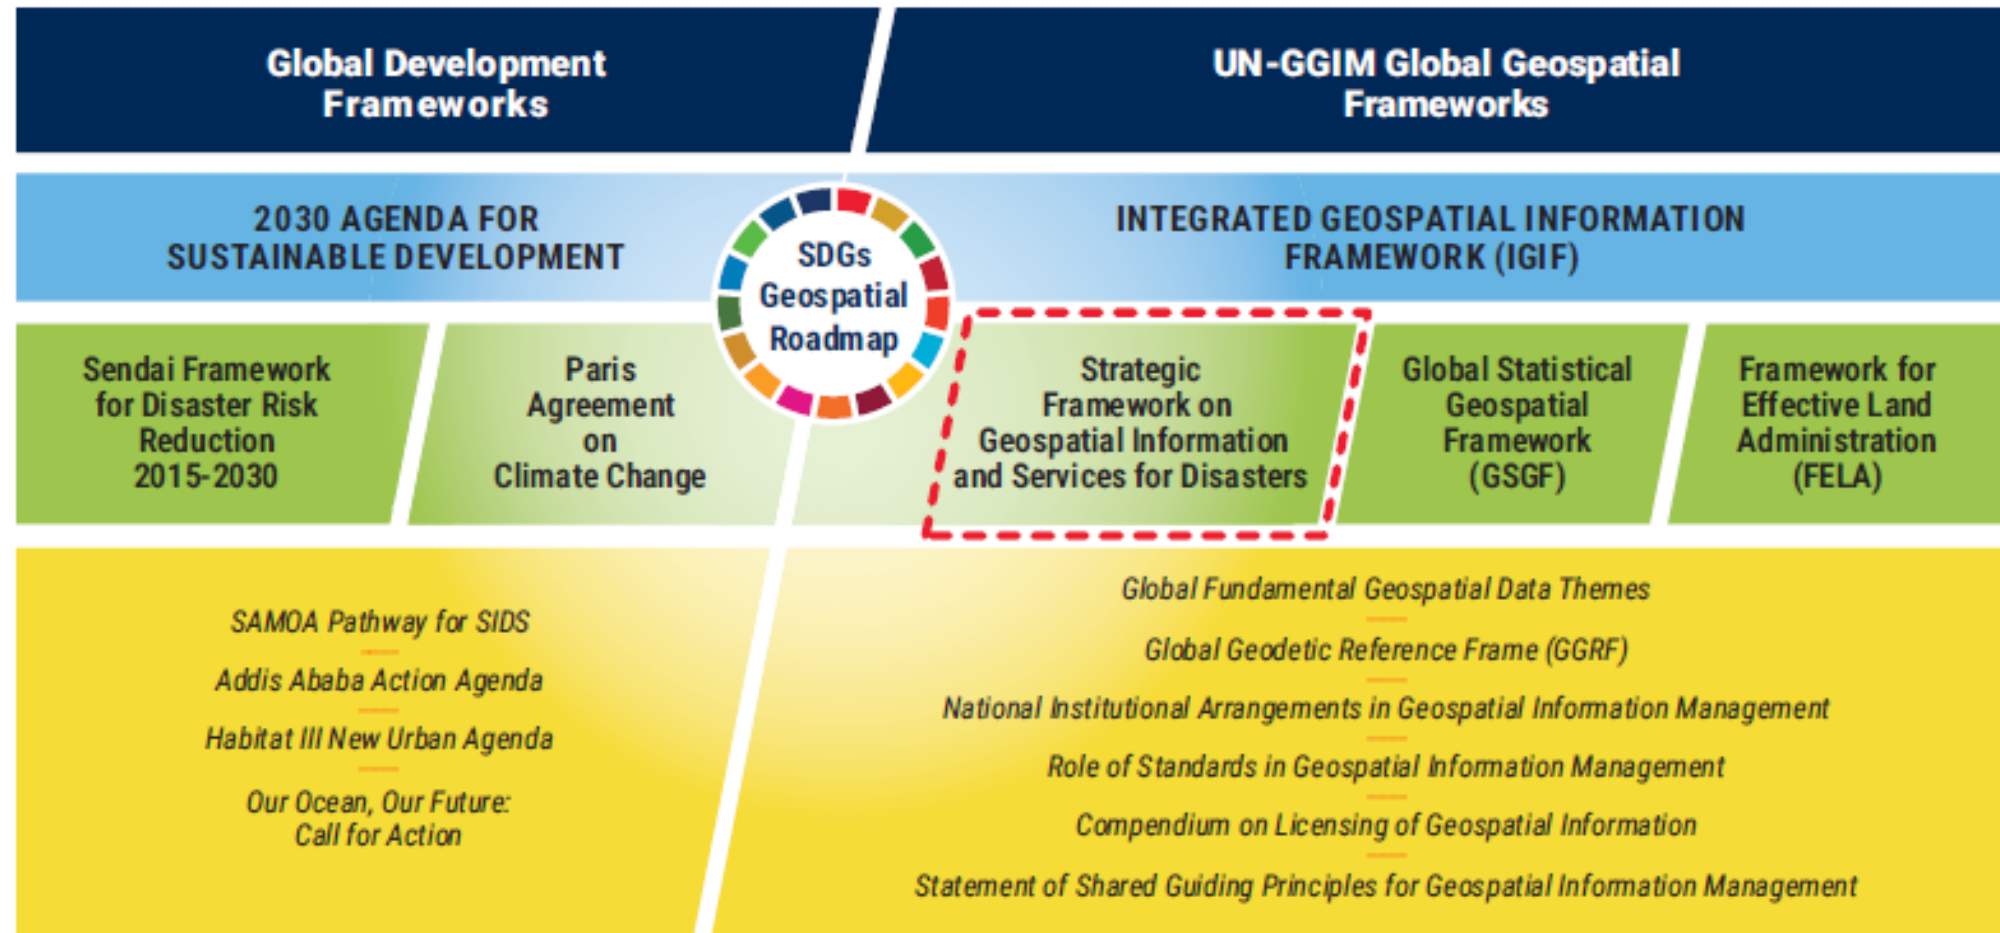 Global Development
Frameworks
UN-GGIM Global Geospatial
Frameworks
2030 AGENDA FOR
SUSTAINABLE DEVELOPMENT
SDGs
Geospatial
Roadmap
INTEGRATED GEOSPATIAL INFORMATION
FRAMEWORK (IGIF)
Sendai Framework
for Disaster Risk
Reduction
2015-2030
Paris
Agreement
on
Climate Change
Strategic
Framework on
Geospatial Information
and Services for Disasters
Global Statistical
Geospatial
Framework
(GSGF)
Framework for
Effective Land
Administration
(FELA)
SAMOA Pathway for SIDS
Addis Ababa Action Agenda
Habitat III New Urban Agenda
Our Ocean, Our Future:
Call for Action
Global Fundamental Geospatial Data Themes
Global Geodetic Reference Frame (GGRF)
National Institutional Arrangements in Geospatial Information Management
Role of Standards in Geospatial Information Management
Compendium on Licensing of Geospatial Information
Statement of Shared Guiding Principles for Geospatial Information Management